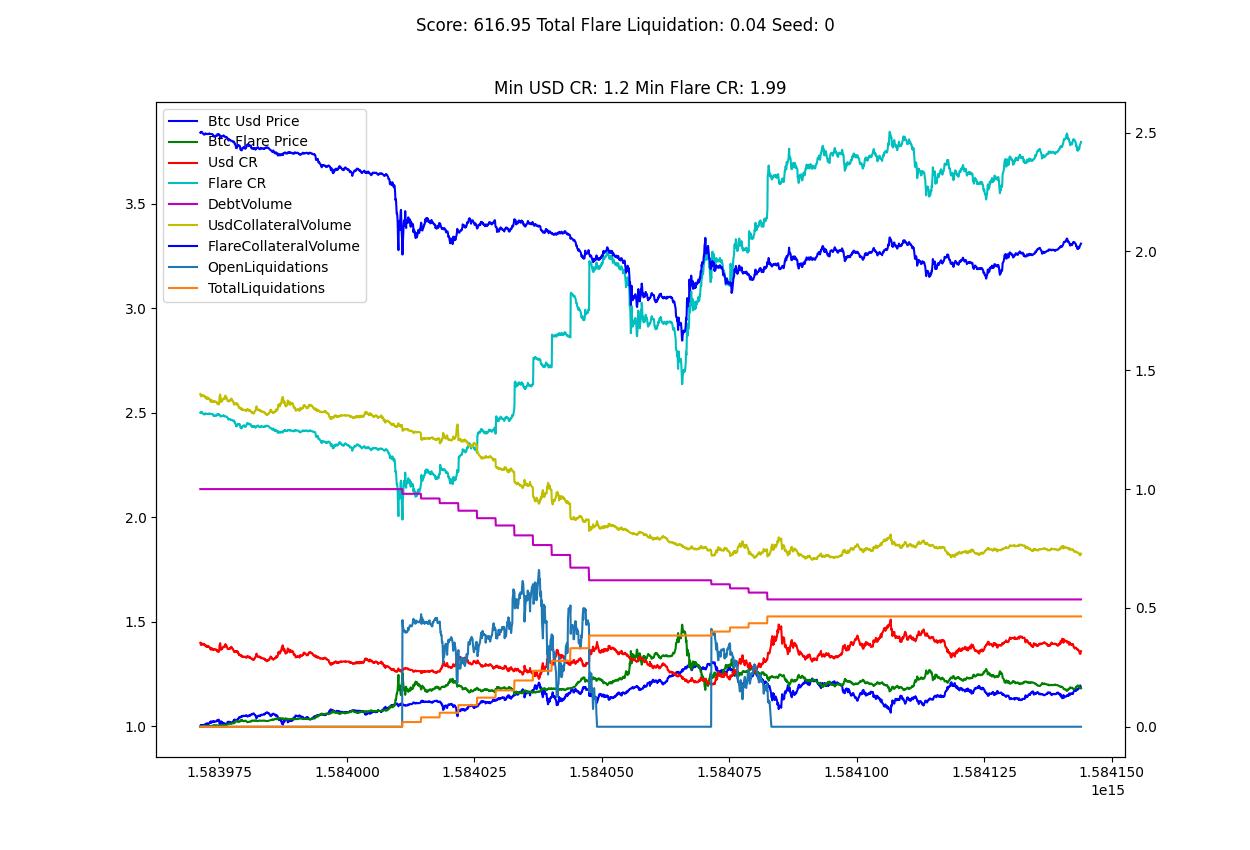 Score: 616.95 Total Flare Liquidation: 0.04 Seed: 0
Min USD CR: 1.2 Min Flare CR: 1.99
Btc Usd Price
Btc Flare Price
Usd CR
Flare CR
DebtVolume
UsdCollateralVolume
FlareCollateralVolume
OpenLiquidations
TotalLiquidations
3.5
3.0
2.5
2.0
1.5
1.0
2.5
2.0
1.5
1.0
0.5
0.0
1.583975 1.584000 1.584025 1.584050 1.584075 1.584100 1.584125 1.584150
1e15